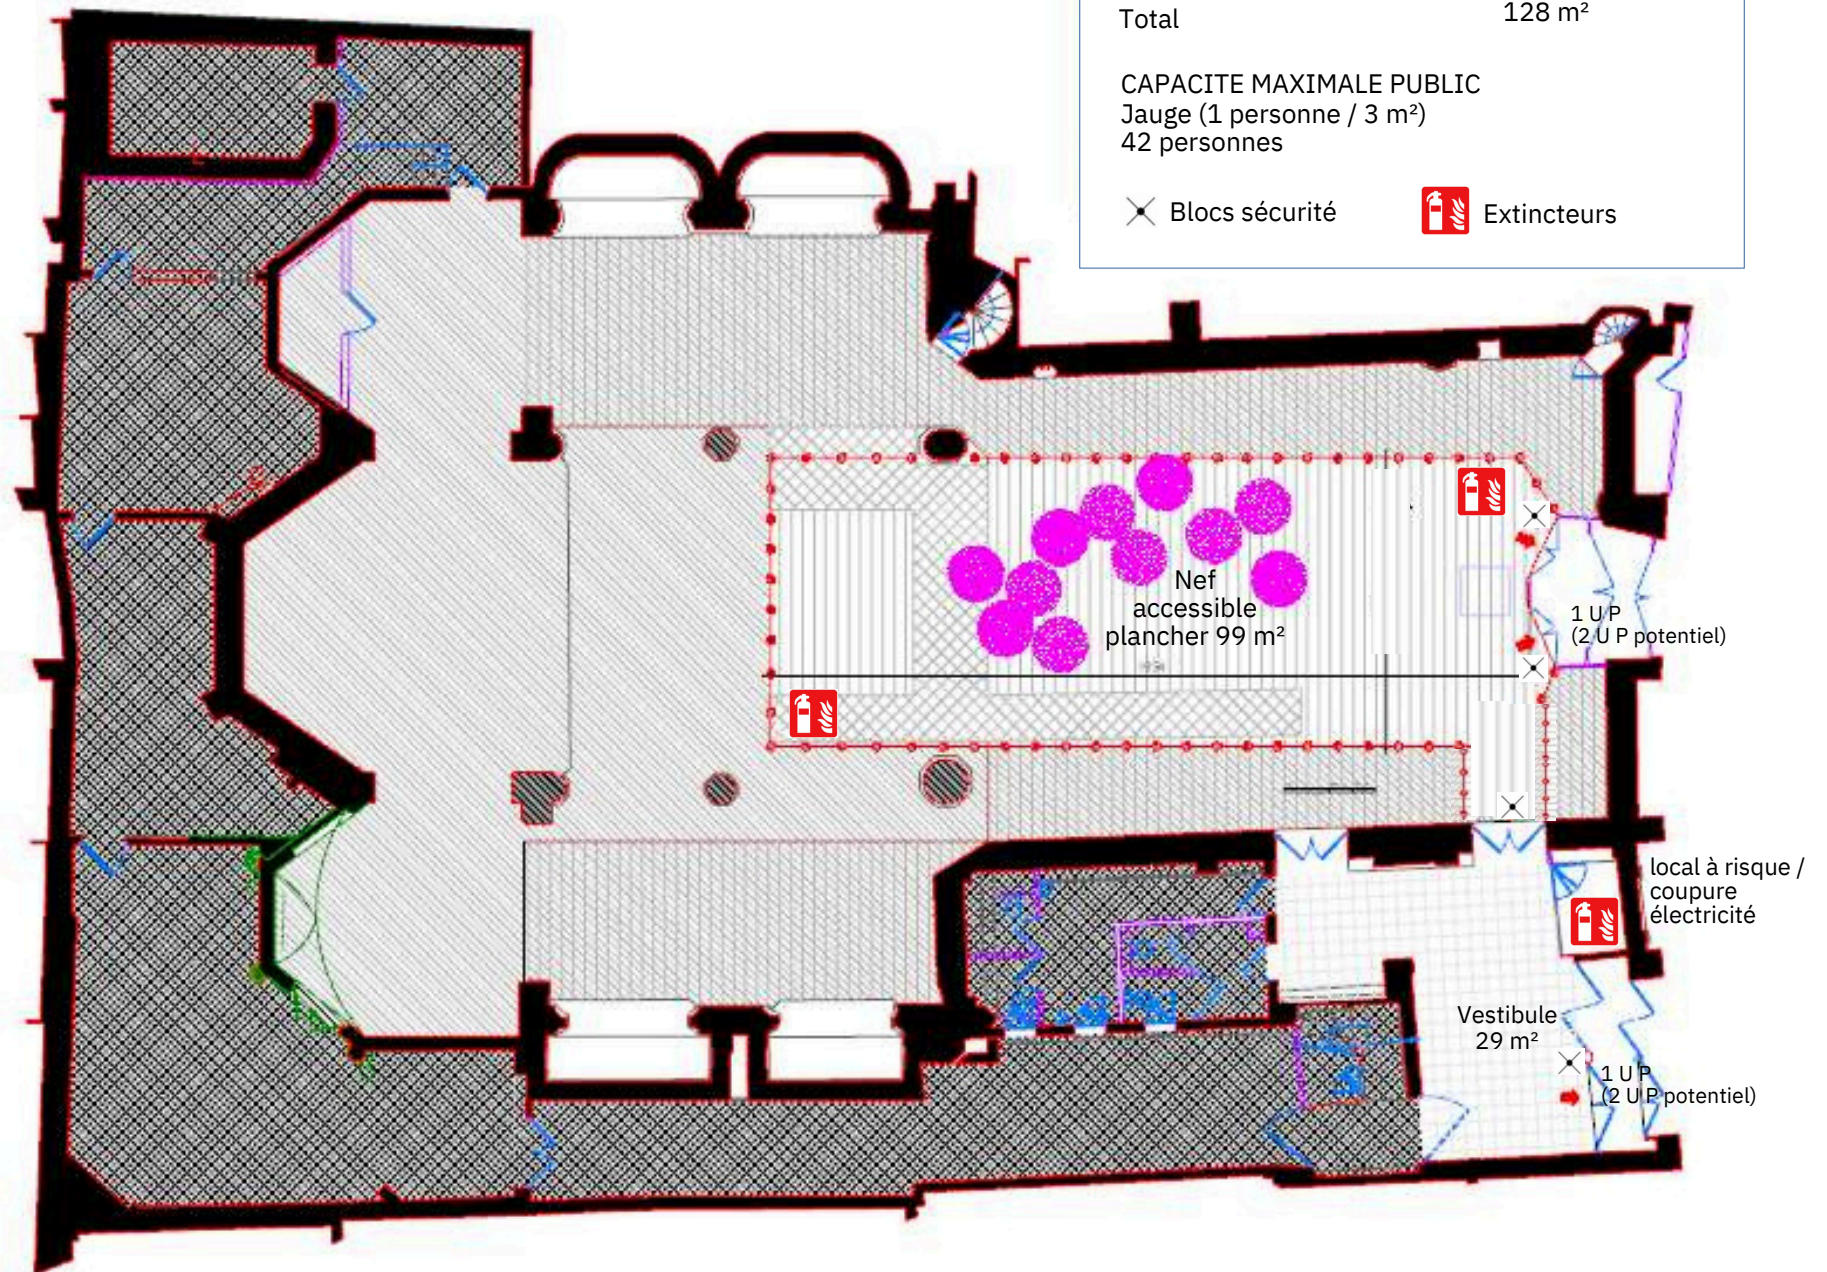 Total 128 m²
CAPACITE MAXIMALE PUBLIC
Jauge (1 personne / 3 m²)
42 personnes
Blocs sécurité Extincteurs
Nef
accessible
plancher 99 m²
1 U P
(2 U P potentiel)
local à risque /
coupure
électricité
Vestibule
29 m²
1 U P
(2 U P potentiel)